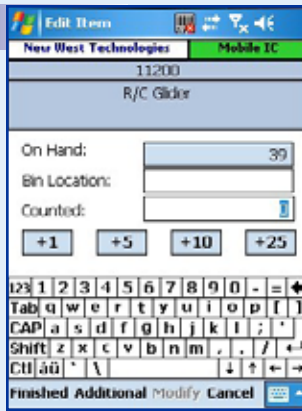 Edit Item
New West Technologies Mobile IC
11200
R/C Glider
On Hand: 39
Bin Location:
Counted: 0
+1 +5 +10 +25
123 1 2 3 4 5 6 7 8 9 0 - =
Tab q w e r t y u i o p [ ]
CAP a s d f g h j k l ; '
Shift z x c v b n m , . /
Ctl áü ` \
Finished Additional Modify Cancel